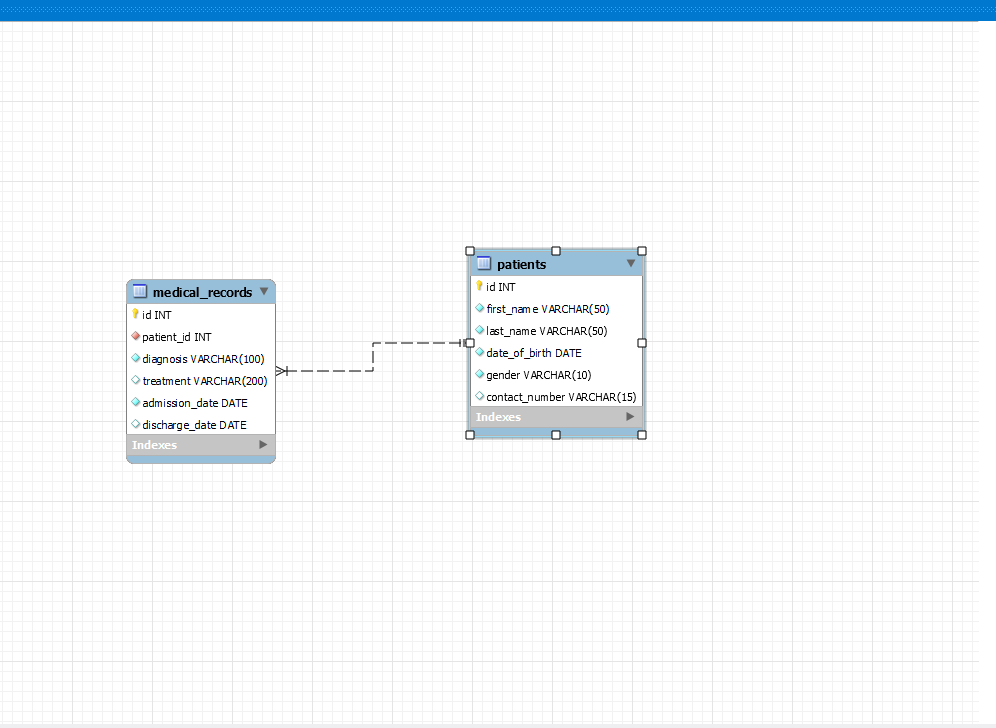 medical_records
id INT
patient_id INT
diagnosis VARCHAR(100)
treatment VARCHAR(200)
admission_date DATE
discharge_date DATE
Indexes
patients
id INT
first_name VARCHAR(50)
last_name VARCHAR(50)
date_of_birth DATE
gender VARCHAR(10)
contact_number VARCHAR(15)
Indexes